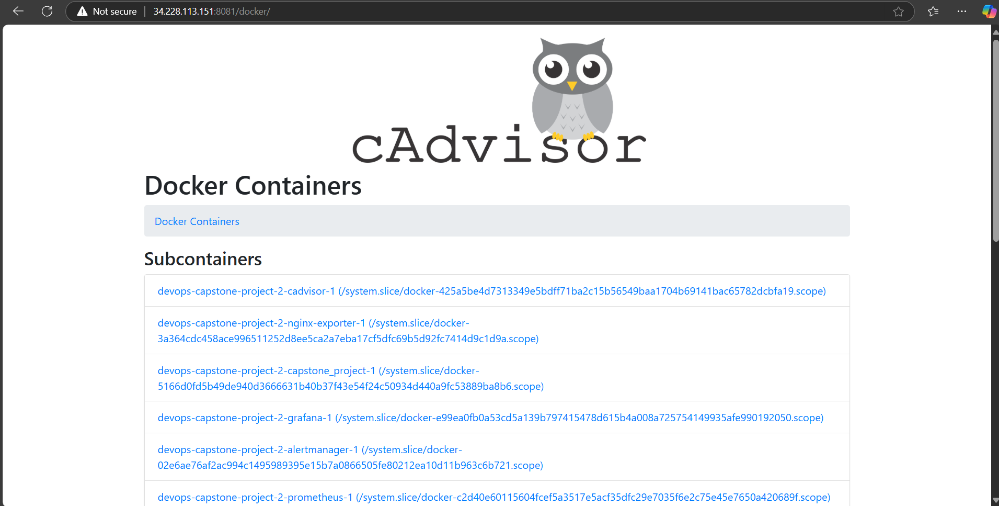 Not secure
34.228.113.151:8081/docker/
cAdvisor
Docker Containers
Docker Containers
Subcontainers
devops-capstone-project-2-cadvisor-1 (/system.slice/docker-425a5be4d7313349e5bdff71ba2c15b56549baa1704b69141bac65782dcbfa19.scope)
devops-capstone-project-2-nginx-exporter-1 (/system.slice/docker-
3a364cdc458ace996511252d8ee5ca2a7eba17cf5dfc69b5d92fc7414d9c1d9a.scope)
devops-capstone-project-2-capstone_project-1 (/system.slice/docker-
5166d0fd5b49de940d3666631b40b37f43e54f24c50934d440a9fc53889ba8b6.scope)
devops-capstone-project-2-grafana-1 (/system.slice/docker-e99ea0fb0a53cd5a139b797415478d615b4a008a725754149935afe990192050.scope)
devops-capstone-project-2-alertmanager-1 (/system.slice/docker-
02e6ae76af2ac994c1495989395e15b7a0866505fe80212ea10d11b963c6b721.scope)
devops-capstone-project-2-prometheus-1 (/system.slice/docker-c2d40e60115604fcef5a3517e5acf35dfc29e7035f6e2c75e45e7650a420689f.scope)